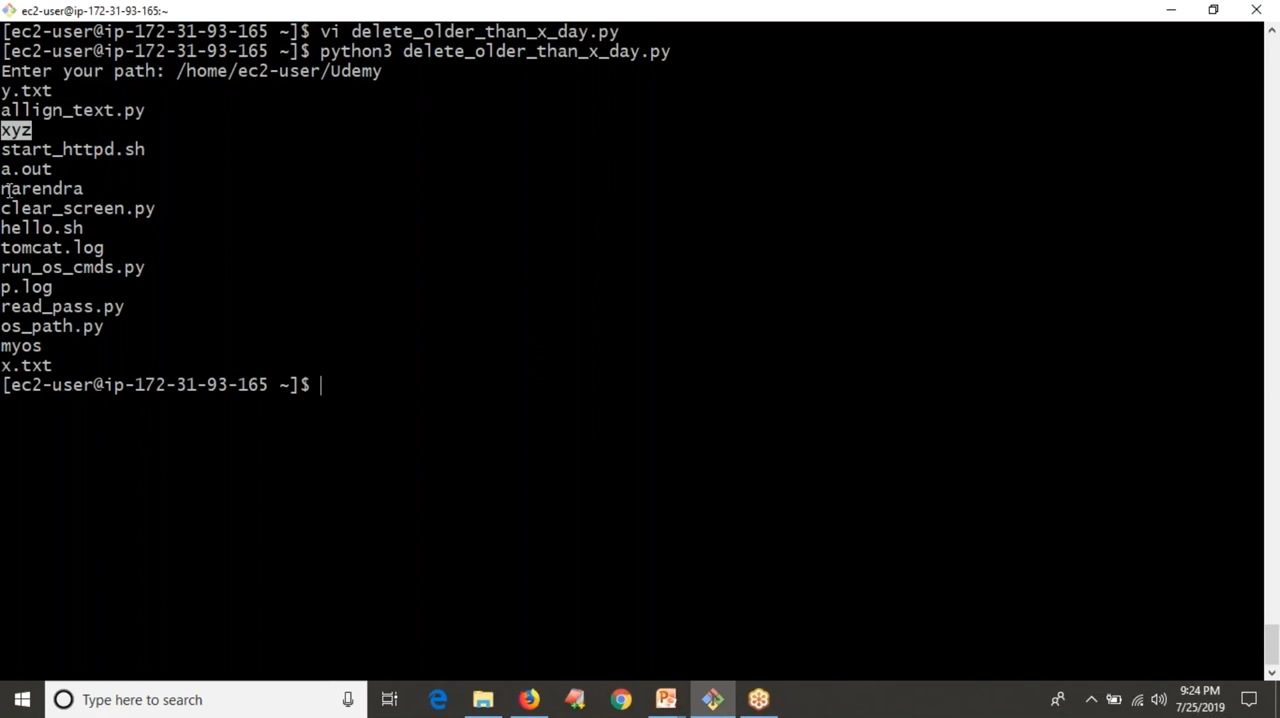 ec2-user@ip-172-31-93-165:~
[ec2-user@ip-172-31-93-165 ~]$ vi delete_older_than_x_day.py
[ec2-user@ip-172-31-93-165 ~]$ python3 delete_older_than_x_day.py
Enter your path: /home/ec2-user/Udemy
y.txt
allign_text.py
xyz
start_httpd.sh
a.out
narendra
clear_screen.py
hello.sh
tomcat.log
run_os_cmds.py
p.log
read_pass.py
os_path.py
myos
x.txt
[ec2-user@ip-172-31-93-165 ~]$
Type here to search
9:24 PM
7/25/2019